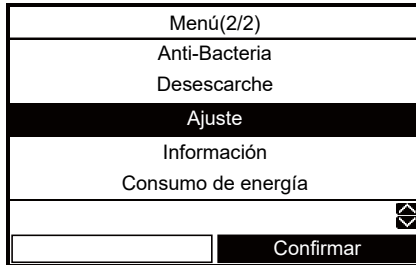 Menú(2/2)
Anti-Bacteria
Desescarche
Ajuste
Información
Consumo de energía
Confirmar